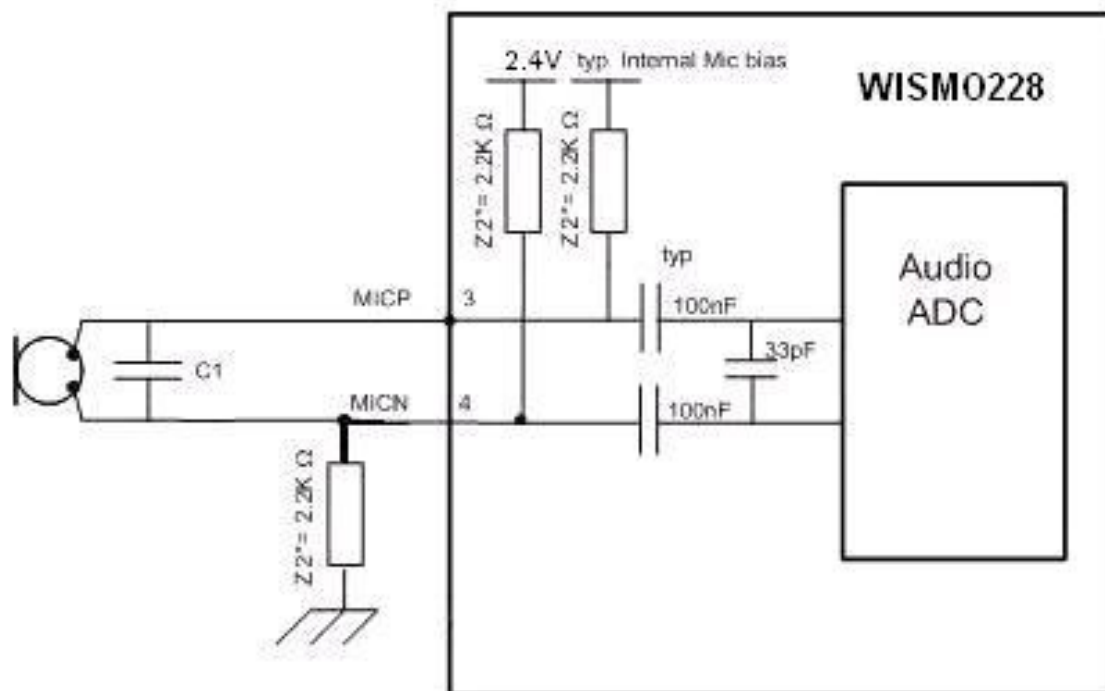 2.4V typ Internal Mic bias
WISMO228
Z2"= 2.2K Ω
Z2"= 2.2K Ω
typ
Audio
ADC
MICP 3
100nF
33pF
C1
MICN 4
100nF
Z2"= 2.2K Ω